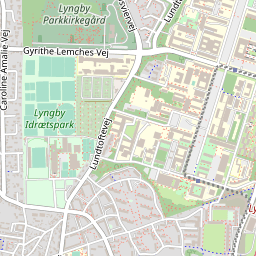 Lyngby
Parkkirkegård
Caroline Amalie Vej
Gyrithe Lemches Vej
Lundtoftevej
Lyngby
Idrætspark